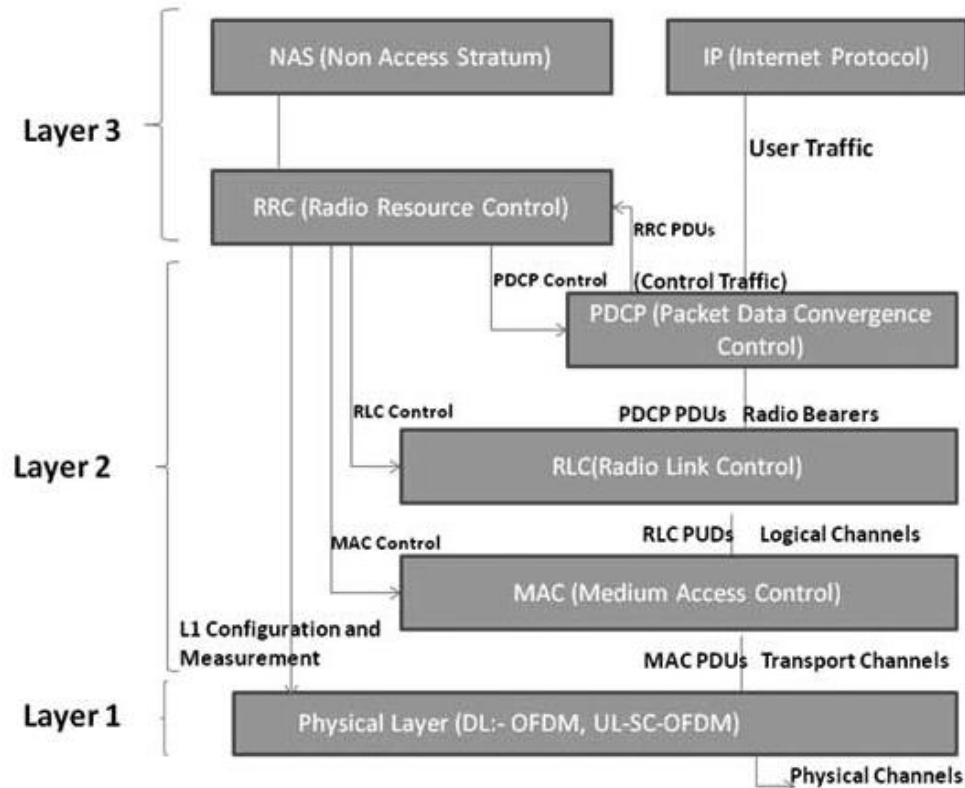 NAS (Non Access Stratum)
IP (Internet Protocol)
Layer 3
User Traffic
RRC (Radio Resource Control)
RRC PDUs
PDCP Control
(Control Traffic)
PDCP (Packet Data Convergence
Control)
RLC Control
PDCP PDUs
Radio Bearers
Layer 2
RLC(Radio Link Control)
RLC PUDs
Logical Channels
MAC Control
MAC (Medium Access Control)
L1 Configuration and
Measurement
MAC PDUs
Transport Channels
Layer 1
Physical Layer (DL:- OFDM, UL-SC-OFDM)
Physical Channels